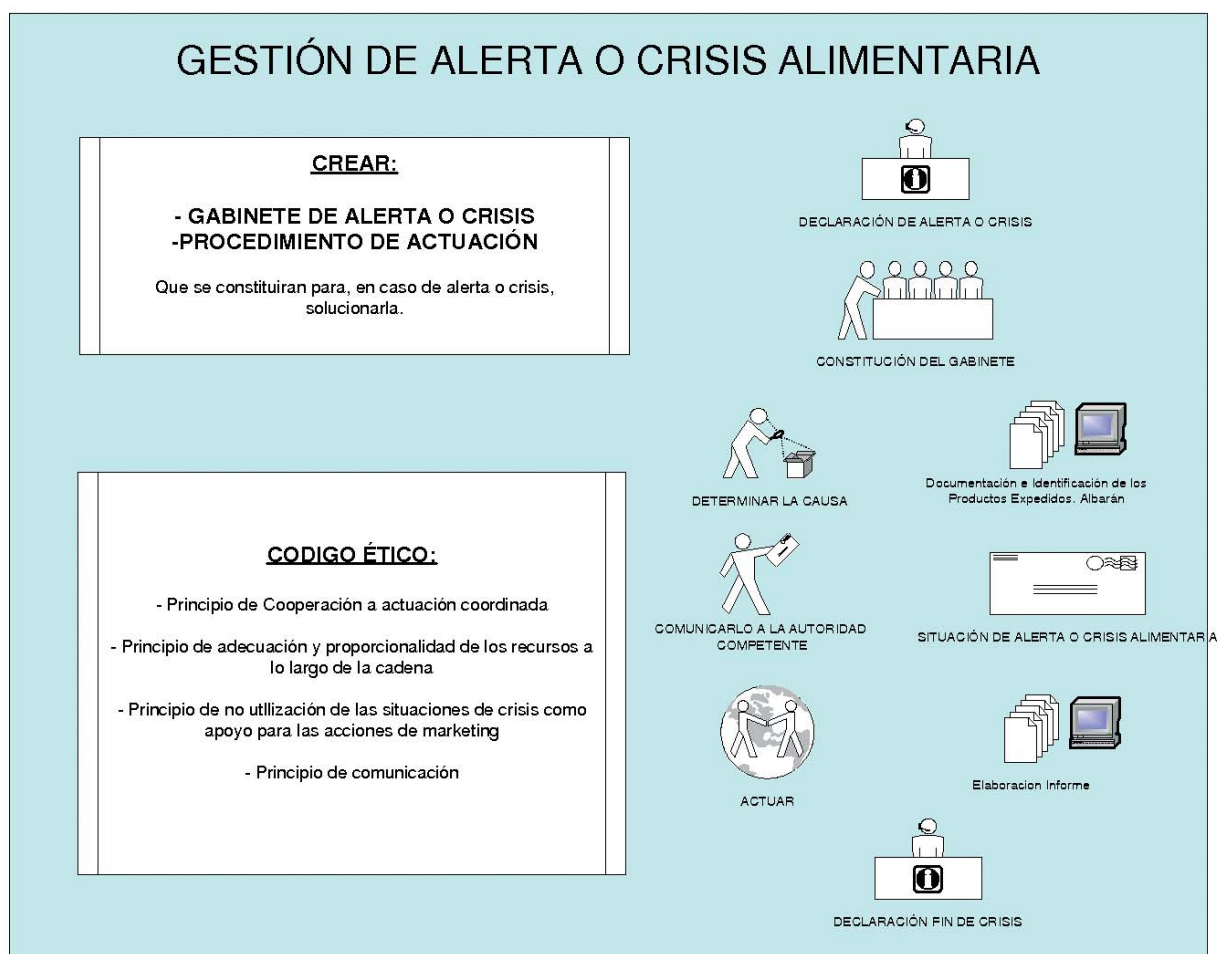 GESTIÓN DE ALERTA O CRISIS ALIMENTARIA
CREAR:
- GABINETE DE ALERTA O CRISIS
-PROCEDIMIENTO DE ACTUACIÓN
Que se constituiran para, en caso de alerta o crisis,
solucionarla.
CODIGO ÉTICO:
- Principio de Cooperación a actuación coordinada
- Principio de adecuación y proporcionalidad de los recursos a
lo largo de la cadena
- Principio de no utllización de las situaciones de crisis como
apoyo para las acciones de marketing
- Principio de comunicación
DECLARACIÓN DE ALERTA O CRISIS
CONSTITUCIÓN DEL GABINETE
DETERMINAR LA CAUSA
Documentación e Identificación de los
Productos Expedidos. Albarán
COMUNICARLO A LA AUTORIDAD
COMPETENTE
SITUACIÓN DE ALERTA O CRISIS ALIMENTARIA
ACTUAR
Elaboracion Informe
DECLARACIÓN FIN DE CRISIS